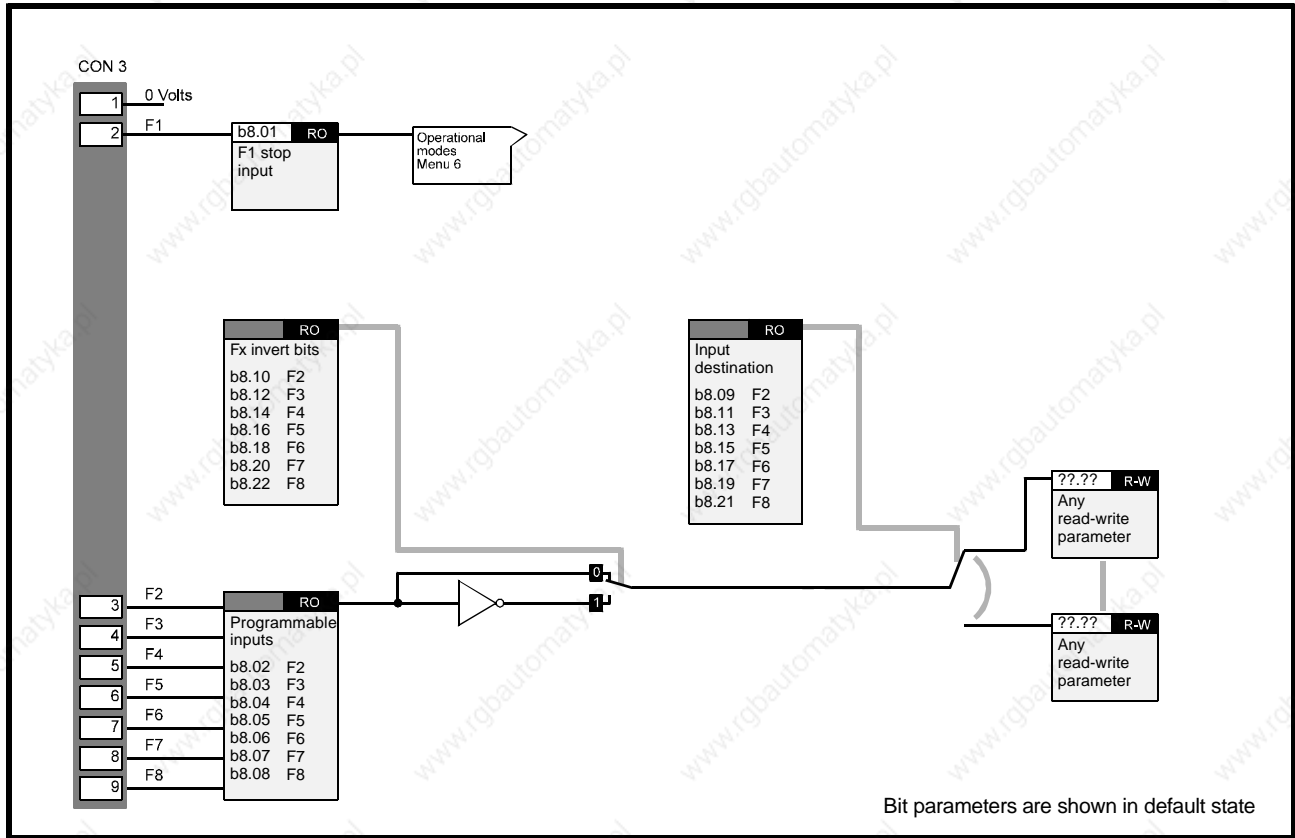 CON 3
1 0 Volts
2 F1
b8.01 RO
F1 stop
input
Operational
modes
Menu 6
RO
Fx invert bits
b8.10 F2
b8.12 F3
b8.14 F4
b8.16 F5
b8.18 F6
b8.20 F7
b8.22 F8
RO
Input
destination
b8.09 F2
b8.11 F3
b8.13 F4
b8.15 F5
b8.17 F6
b8.19 F7
b8.21 F8
??.?? R-W
Any
read-write
parameter
0
1
3 F2
4 F3
5 F4
6 F5
7 F6
8 F7
9 F8
RO
Programmable
inputs
b8.02 F2
b8.03 F3
b8.04 F4
b8.05 F5
b8.06 F6
b8.07 F7
b8.08 F8
??.?? R-W
Any
read-write
parameter
Bit parameters are shown in default state
www.rgbautomatyka.pl